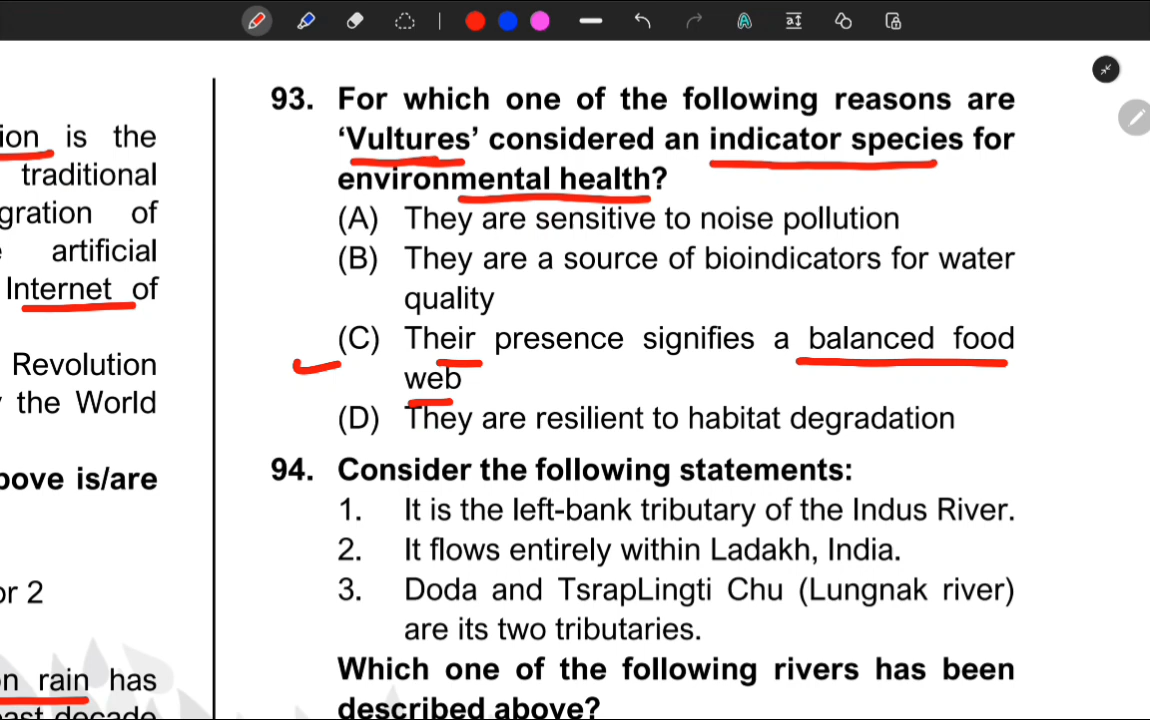 ion is the
traditional
gration of
artificial
Internet of
Revolution
the World
bove is/are
or 2
n rain has
ast decade
93. For which one of the following reasons are
‘Vultures’ considered an indicator species for
environmental health?
(A) They are sensitive to noise pollution
(B) They are a source of bioindicators for water
quality
(C) Their presence signifies a balanced food
web
(D) They are resilient to habitat degradation
94. Consider the following statements:
1. It is the left-bank tributary of the Indus River.
2. It flows entirely within Ladakh, India.
3. Doda and TsrapLingti Chu (Lungnak river)
are its two tributaries.
Which one of the following rivers has been
described above?